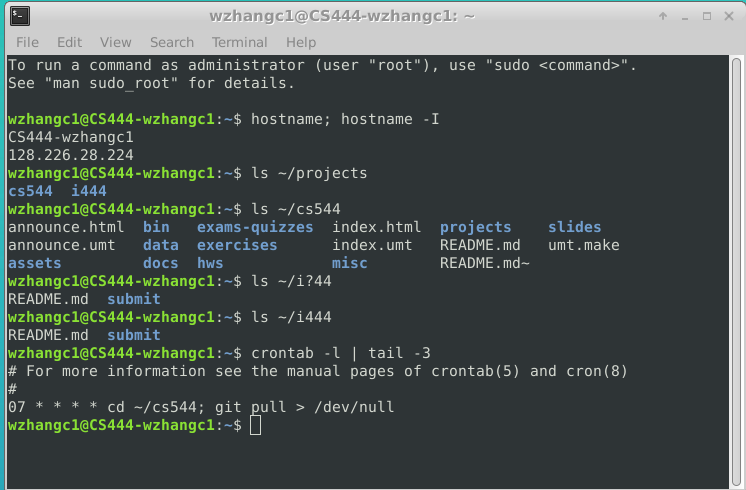 wzhangc1@CS444-wzhangc1: ~
File Edit View Search Terminal Help
To run a command as administrator (user "root"), use "sudo <command>".
See "man sudo_root" for details.
wzhangc1@CS444-wzhangc1:~$ hostname; hostname -I
CS444-wzhangc1
128.226.28.224
wzhangc1@CS444-wzhangc1:~$ ls ~/projects
cs544  i444
wzhangc1@CS444-wzhangc1:~$ ls ~/cs544
announce.html  bin   exams-quizzes  index.html  projects    slides
announce.umt   data  exercises      index.umt   README.md   umt.make
assets         docs  hws            misc        README.md~
wzhangc1@CS444-wzhangc1:~$ ls ~/i?44
README.md  submit
wzhangc1@CS444-wzhangc1:~$ ls ~/i444
README.md  submit
wzhangc1@CS444-wzhangc1:~$ crontab -l | tail -3
# For more information see the manual pages of crontab(5) and cron(8)
#
07 * * * * cd ~/cs544; git pull > /dev/null
wzhangc1@CS444-wzhangc1:~$